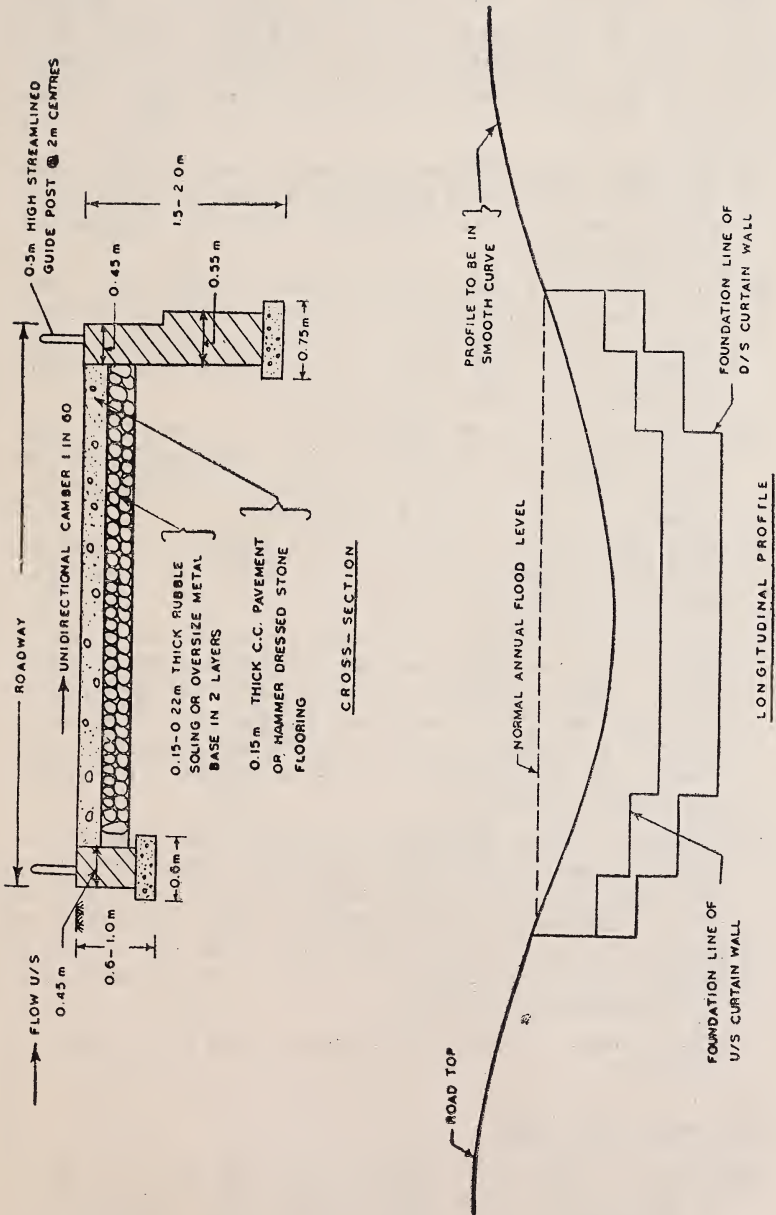 0.5m HIGH STREAMLINED
GUIDE POST @ 2m CENTRES
ROADWAY
FLOW U/S
UNIDIRECTIONAL CAMBER 1 IN 60
0.45 m
0.6-1.0m
0.45 m
1.5-2 0m
0.55 m
0.6m
0.75m
0.15-0 22m THICK RUBBLE
SOLING OR OVERSIZE METAL
BASE IN 2 LAYERS
0.15m THICK C.C. PAVEMENT
OR HAMMER DRESSED STONE
FLOORING
CROSS-SECTION
ROAD TOP
NORMAL ANNUAL FLOOD LEVEL
PROFILE TO BE IN
SMOOTH CURVE
FOUNDATION LINE OF
U/S CURTAIN WALL
FOUNDATION LINE OF
D/S CURTAIN WALL
LONGITUDINAL PROFILE